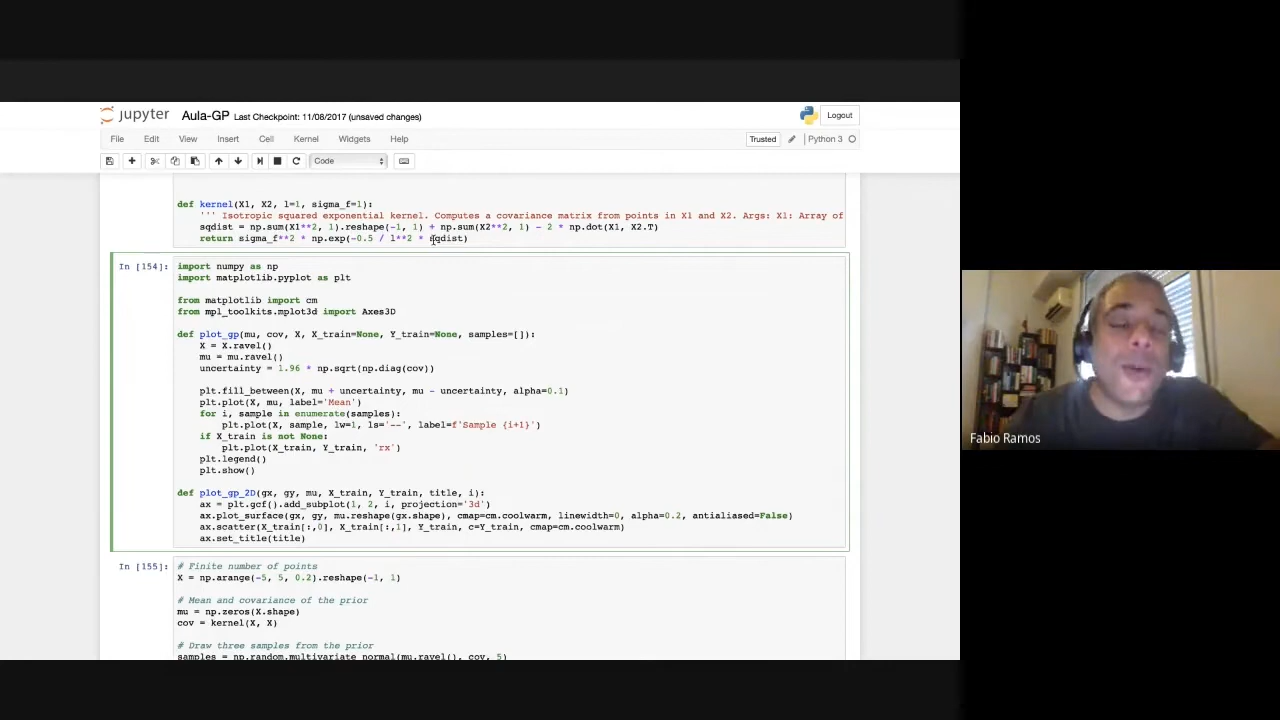 jupyter Aula-GP Last Checkpoint: 11/08/2017 (unsaved changes) Logout
File Edit View Insert Cell Kernel Widgets Help Trusted Python 3
Code
def kernel(X1, X2, l=1, sigma_f=1):
''' Isotropic squared exponential kernel. Computes a covariance matrix from points in X1 and X2. Args: X1: Array of
sqdist = np.sum(X1**2, 1).reshape(-1, 1) + np.sum(X2**2, 1) - 2 * np.dot(X1, X2.T)
return sigma_f**2 * np.exp(-0.5 / l**2 * sqdist)
In [154]:
import numpy as np
import matplotlib.pyplot as plt
from matplotlib import cm
from mpl_toolkits.mplot3d import Axes3D
def plot_gp(mu, cov, X, X_train=None, Y_train=None, samples=[]):
X = X.ravel()
mu = mu.ravel()
uncertainty = 1.96 * np.sqrt(np.diag(cov))
plt.fill_between(X, mu + uncertainty, mu - uncertainty, alpha=0.1)
plt.plot(X, mu, label='Mean')
for i, sample in enumerate(samples):
plt.plot(X, sample, lw=1, ls='--', label=f'Sample {i+1}')
if X_train is not None:
plt.plot(X_train, Y_train, 'rx')
plt.legend()
plt.show()
def plot_gp_2D(gx, gy, mu, X_train, Y_train, title, i):
ax = plt.gcf().add_subplot(1, 2, i, projection='3d')
ax.plot_surface(gx, gy, mu.reshape(gx.shape), cmap=cm.coolwarm, linewidth=0, alpha=0.2, antialiased=False)
ax.scatter(X_train[:,0], X_train[:,1], Y_train, c=Y_train, cmap=cm.coolwarm)
ax.set_title(title)
In [155]:
# Finite number of points
X = np.arange(-5, 5, 0.2).reshape(-1, 1)
# Mean and covariance of the prior
mu = np.zeros(X.shape)
cov = kernel(X, X)
# Draw three samples from the prior
samples = np.random.multivariate_normal(mu.ravel(), cov, 5)
Fabio Ramos